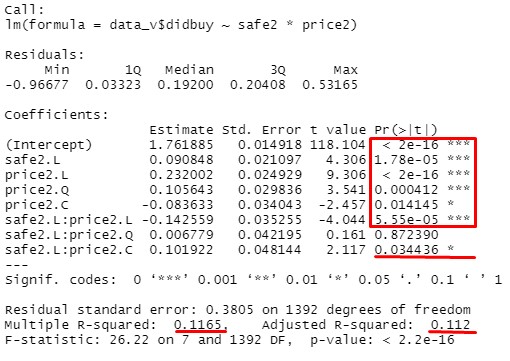 Call:
lm(formula = data_v$didbuy ~ safe2 * price2)
Residuals:
Min 1Q Median 3Q Max
-0.96677 0.03323 0.19200 0.20408 0.53165
Coefficients:
Estimate Std. Error t value Pr(>|t|)
(Intercept) 1.761885 0.014918 118.104 < 2e-16 ***
safe2.L 0.090848 0.021097 4.306 1.78e-05 ***
price2.L 0.232002 0.024929 9.306 < 2e-16 ***
price2.Q 0.105643 0.029836 3.541 0.000412 ***
price2.C -0.083633 0.034043 -2.457 0.014145 *
safe2.L:price2.L -0.142559 0.035255 -4.044 5.55e-05 ***
safe2.L:price2.Q 0.006779 0.042195 0.161 0.872390
safe2.L:price2.C 0.101922 0.048144 2.117 0.034436 *
---
Signif. codes: 0 ‘***’ 0.001 ‘**’ 0.01 ‘*’ 0.05 ‘.’ 0.1 ‘ ’ 1
Residual standard error: 0.3805 on 1392 degrees of freedom
Multiple R-squared: 0.1165, Adjusted R-squared: 0.112
F-statistic: 26.22 on 7 and 1392 DF, p-value: < 2.2e-16